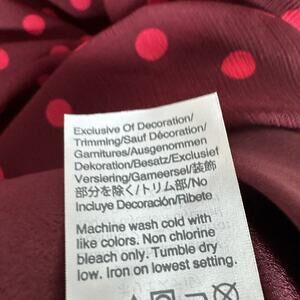 Exclusive Of Decoration/
Trimming/Sauf Décoration/
Garnitures/Ausgenommen
Dekoration/Besatz/Exclusief
Versiering/Gameersel/装飾
部分を除く/トリム部/No
Incluye Decoración/Ribete
Machine wash cold with
like colors. Non chlorine
bleach only. Tumble dry
low. Iron on lowest setting.